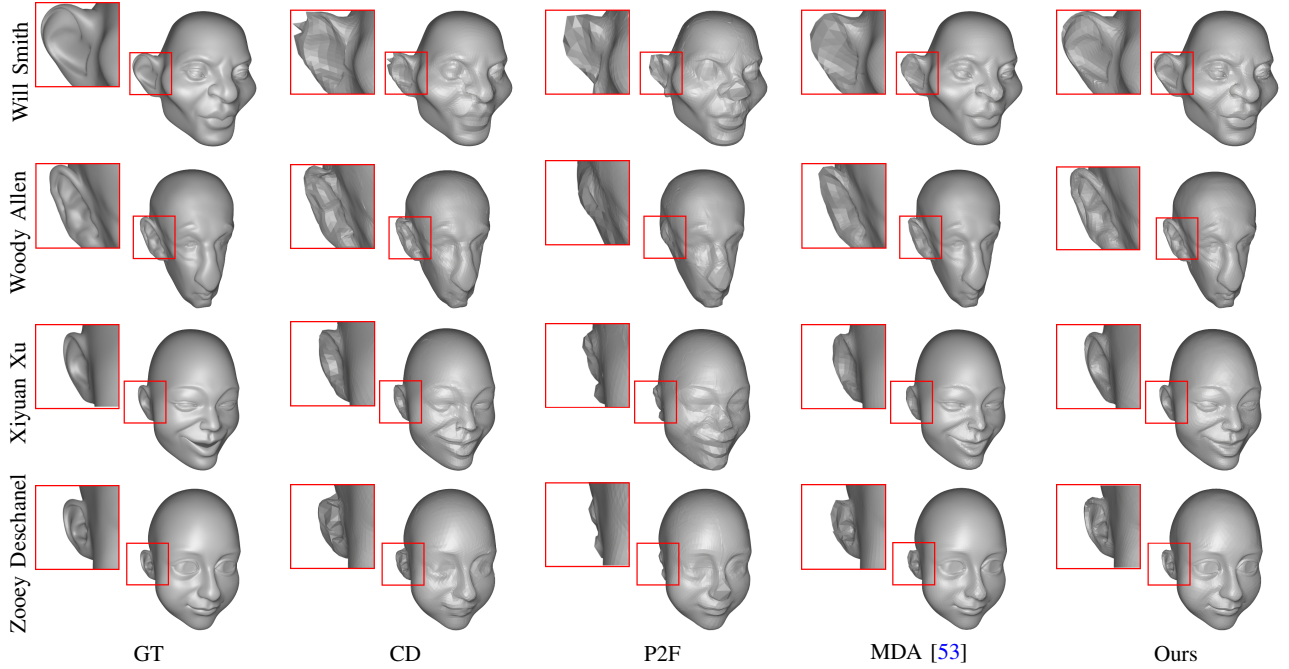 Will Smith
Woody Allen
Xiyuan Xu
Zooey Deschanel
GT CD P2F MDA [53] Ours